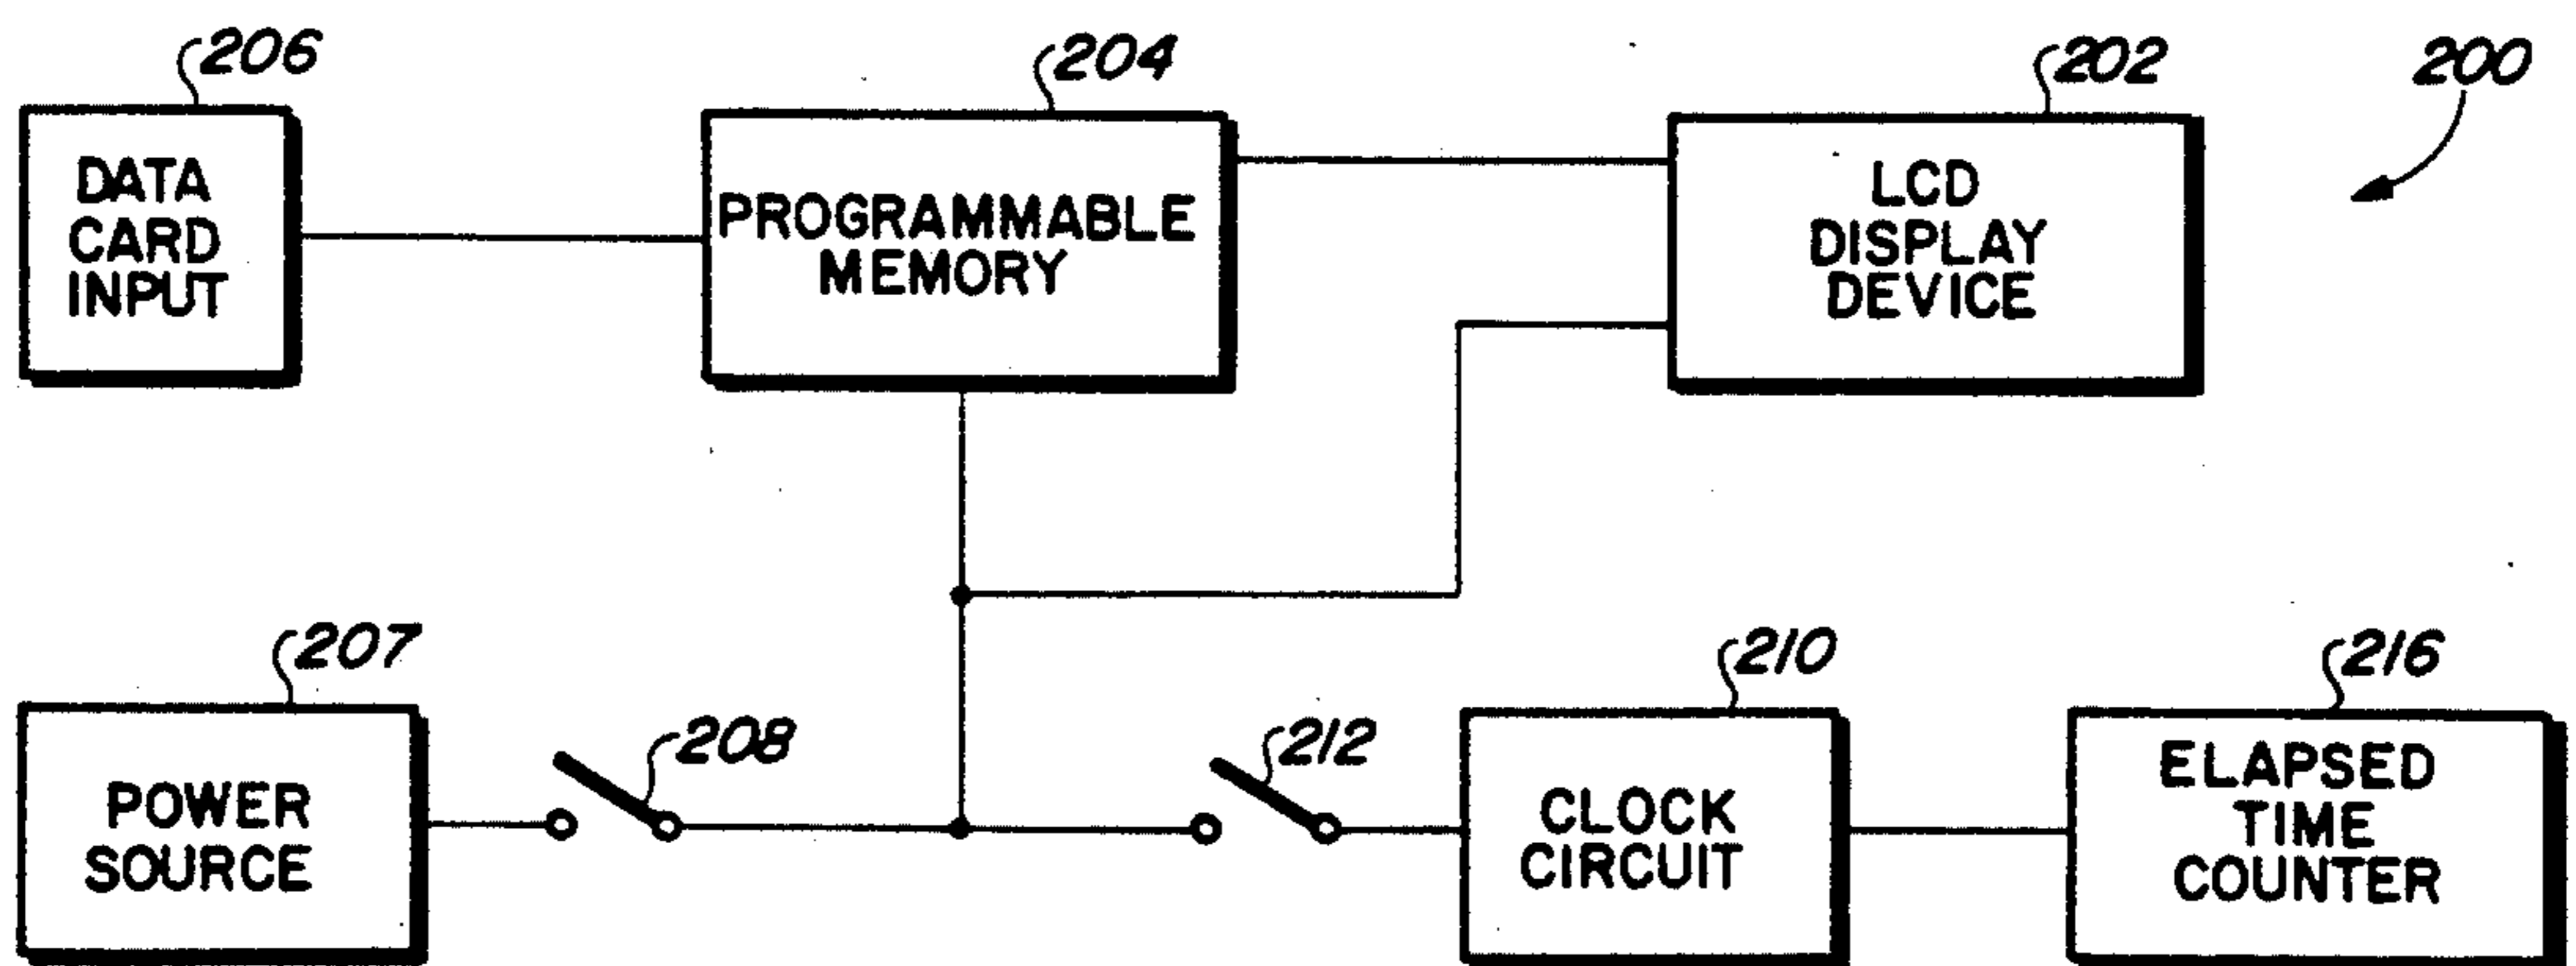 206
204
202
200
DATA
CARD
INPUT
PROGRAMMABLE
MEMORY
LCD
DISPLAY
DEVICE
207
208
212
210
216
POWER
SOURCE
CLOCK
CIRCUIT
ELAPSED
TIME
COUNTER